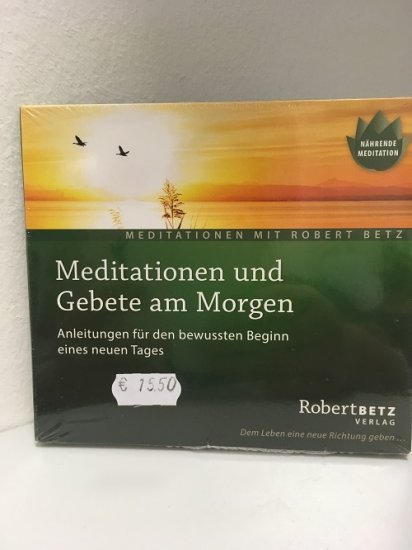 NÄHRENDE
MEDITATION
MEDITATIONEN MIT ROBERT BETZ
Meditationen und
Gebete am Morgen
Anleitungen für den bewussten Beginn
eines neuen Tages
€ 15.50
RobertBETZ
VERLAG
Dem Leben eine neue Richtung geben ...